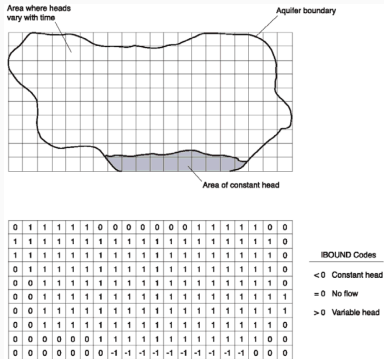 Area where heads
vary with time
Aquifer boundary
Area of constant head
0 1 1 1 1 1 0 0 0 0 0 0 0 1 1 1 1 1 0 0
1 1 1 1 1 1 1 1 1 1 1 1 1 1 1 1 1 1 1 0
1 1 1 1 1 1 1 1 1 1 1 1 1 1 1 1 1 1 1 0
0 1 1 1 1 1 1 1 1 1 1 1 1 1 1 1 1 1 1 0
0 0 1 1 1 1 1 1 1 1 1 1 1 1 1 1 1 1 1 0
0 0 1 1 1 1 1 1 1 1 1 1 1 1 1 1 1 1 1 1
0 0 1 1 1 1 1 1 1 1 1 1 1 1 1 1 1 1 1 1
0 0 1 1 1 1 1 1 1 1 1 1 1 1 1 1 1 1 1 0
0 0 0 0 0 0 1 1 1 1 1 1 1 1 1 1 1 1 0 0
0 0 0 0 0 0 0 -1 -1 -1 -1 -1 -1 -1 -1 -1 -1 0 0 0
IBOUND Codes
< 0 Constant head
= 0 No flow
> 0 Variable head